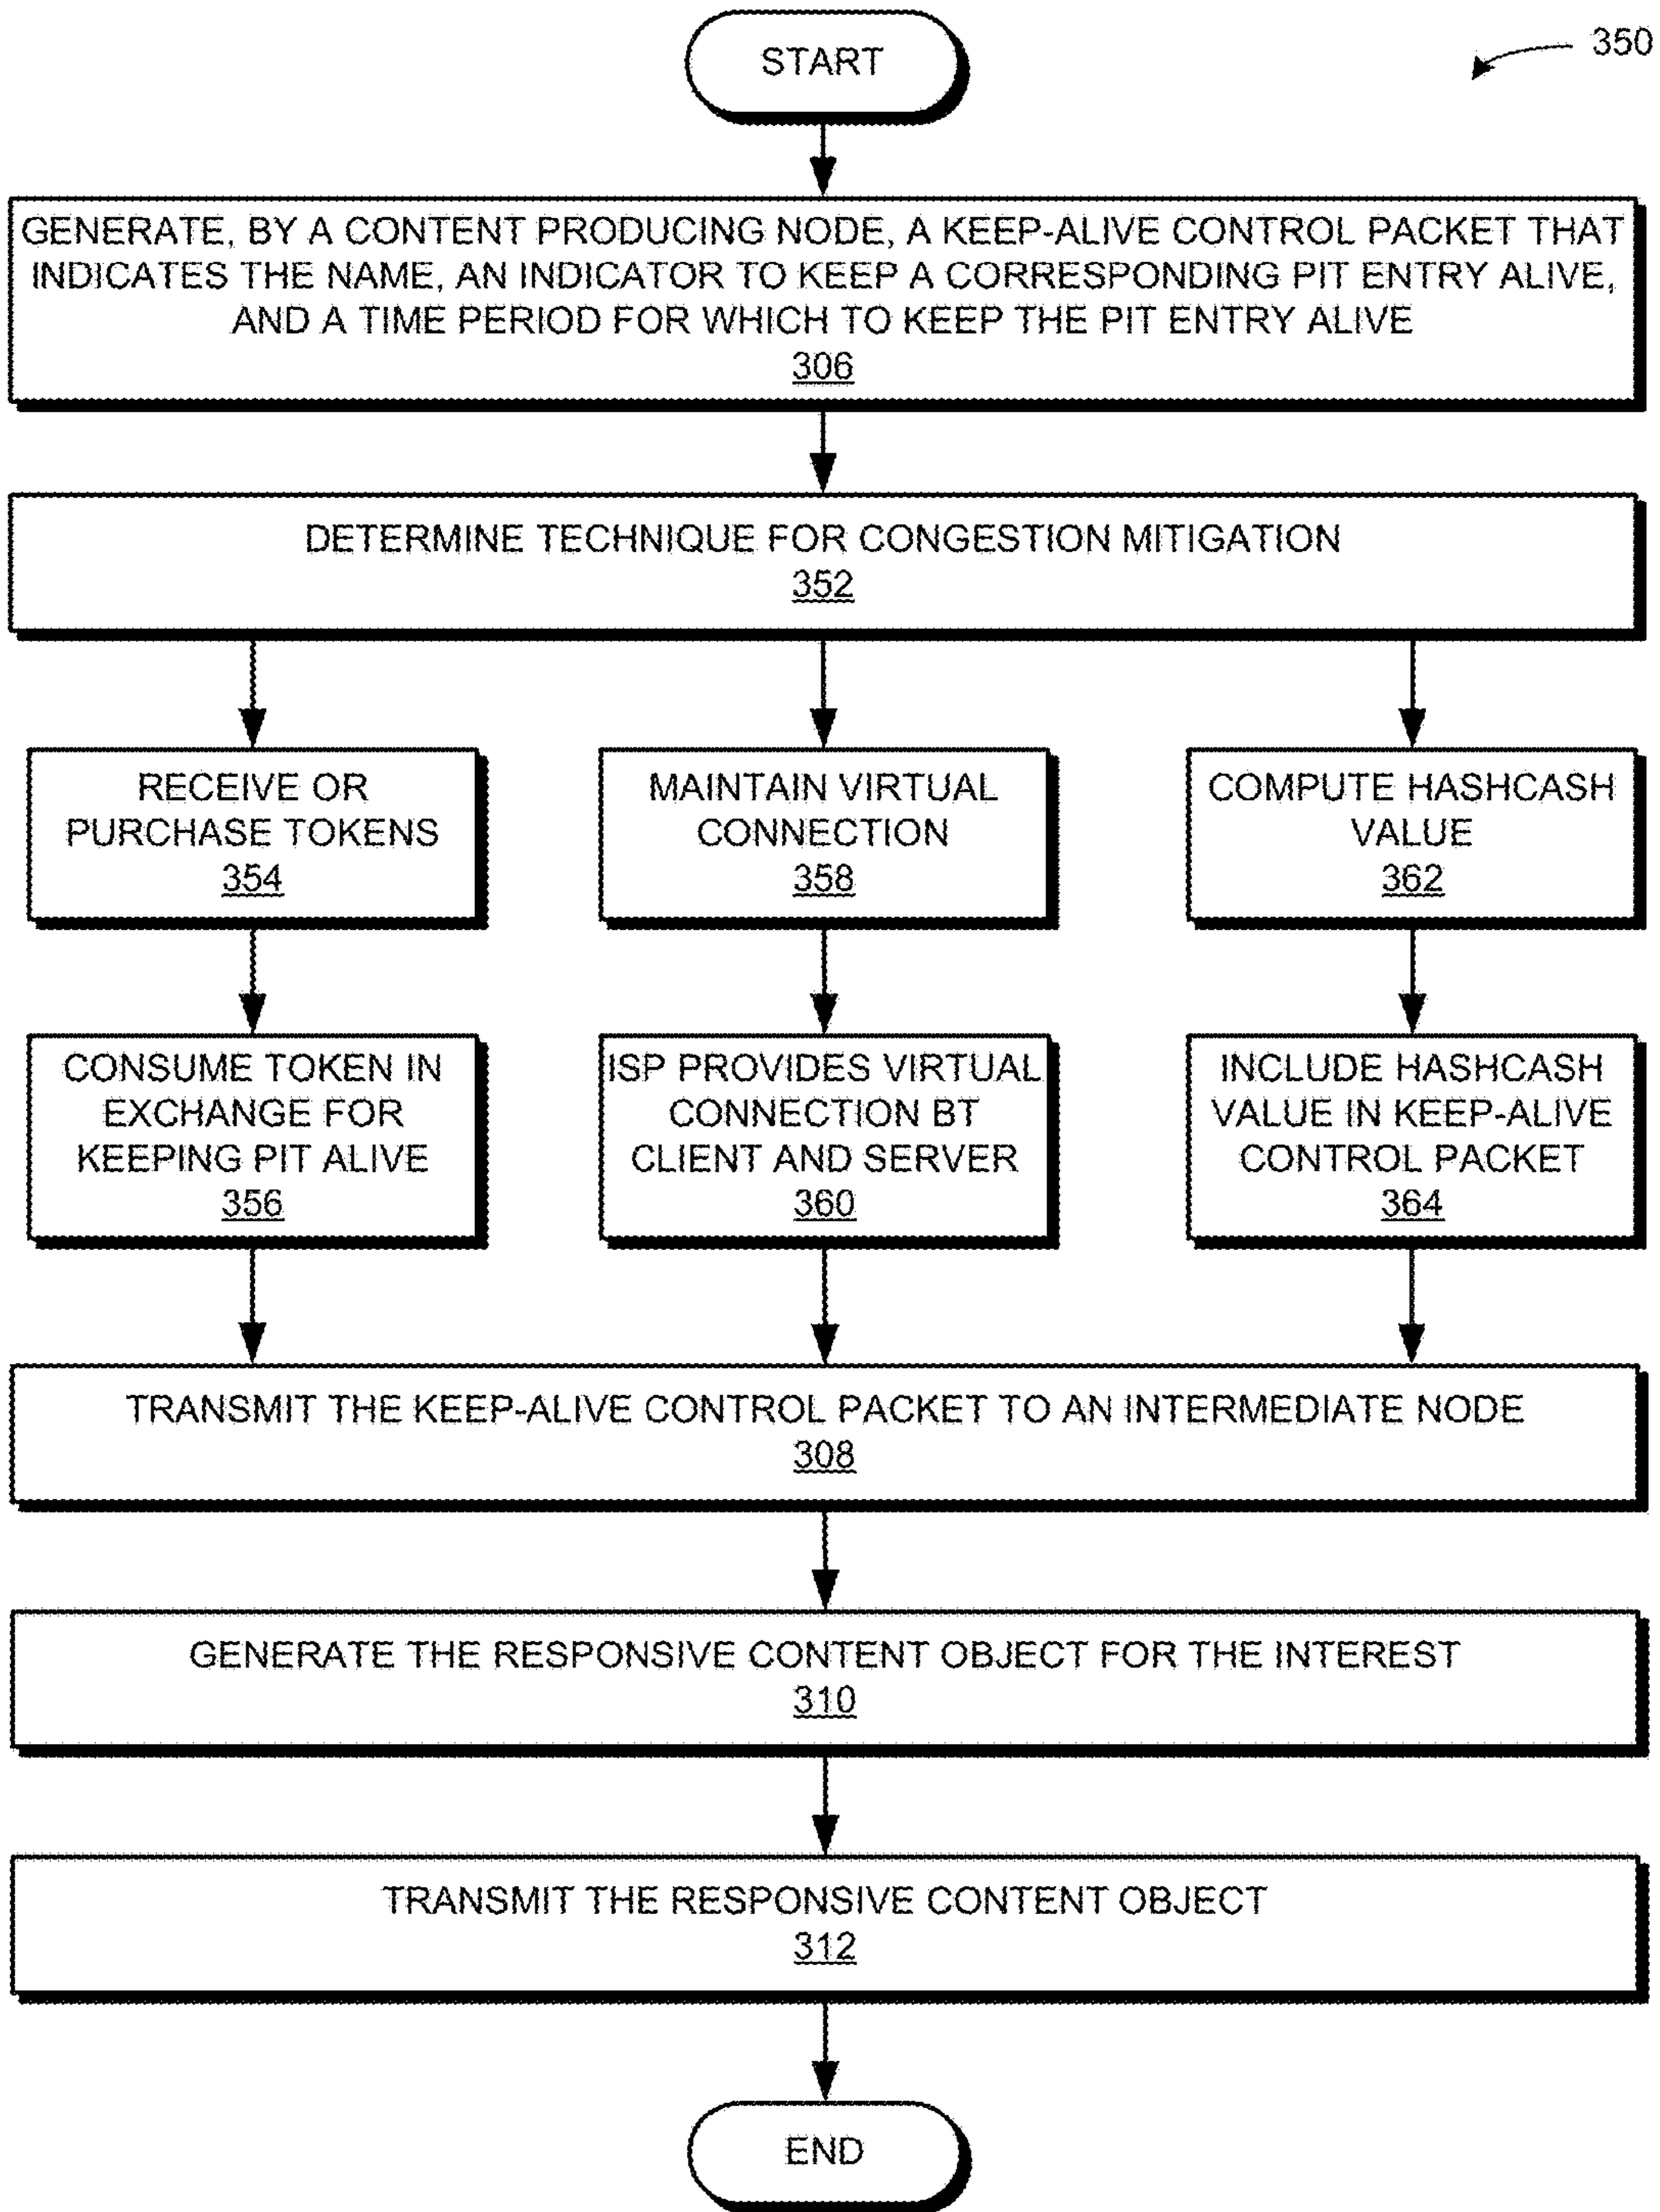 START
350
GENERATE, BY A CONTENT PRODUCING NODE, A KEEP-ALIVE CONTROL PACKET THAT
INDICATES THE NAME, AN INDICATOR TO KEEP A CORRESPONDING PIT ENTRY ALIVE,
AND A TIME PERIOD FOR WHICH TO KEEP THE PIT ENTRY ALIVE
306
DETERMINE TECHNIQUE FOR CONGESTION MITIGATION
352
RECEIVE OR
PURCHASE TOKENS
354
MAINTAIN VIRTUAL
CONNECTION
358
COMPUTE HASHCASH
VALUE
362
CONSUME TOKEN IN
EXCHANGE FOR
KEEPING PIT ALIVE
356
ISP PROVIDES VIRTUAL
CONNECTION BT
CLIENT AND SERVER
360
INCLUDE HASHCASH
VALUE IN KEEP-ALIVE
CONTROL PACKET
364
TRANSMIT THE KEEP-ALIVE CONTROL PACKET TO AN INTERMEDIATE NODE
308
GENERATE THE RESPONSIVE CONTENT OBJECT FOR THE INTEREST
310
TRANSMIT THE RESPONSIVE CONTENT OBJECT
312
END